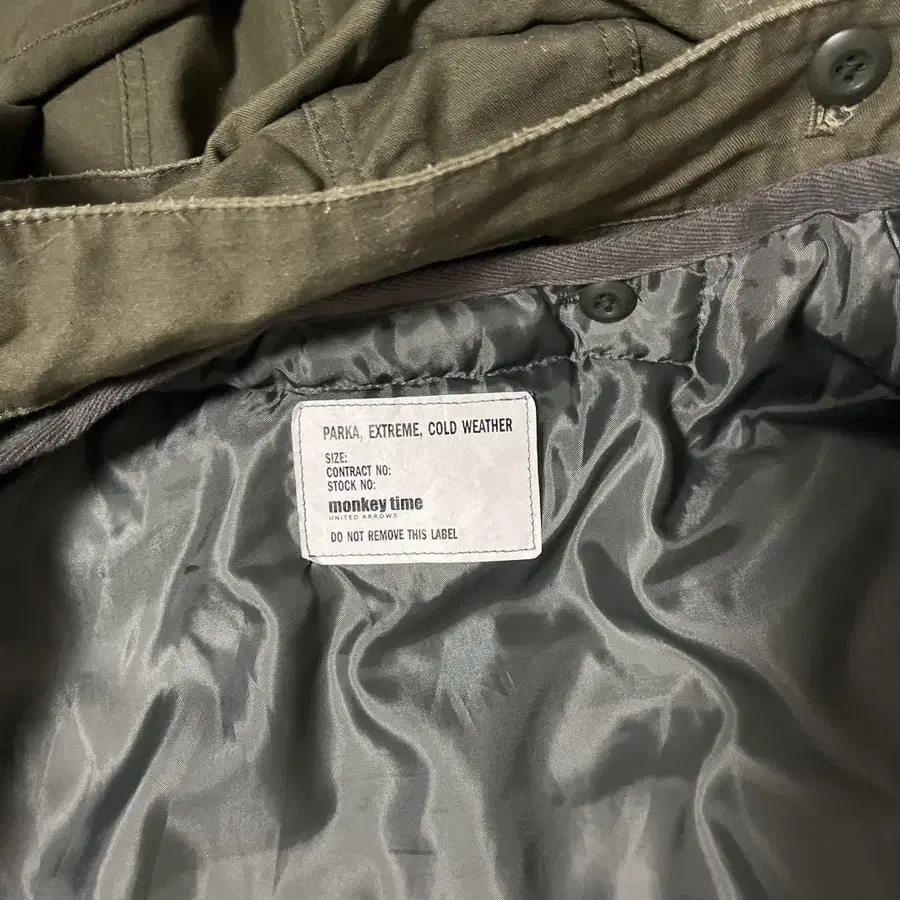 PARKA, EXTREME, COLD WEATHER
SIZE:
CONTRACT NO:
STOCK NO:
monkey time
UNITED ARROWS
DO NOT REMOVE THIS LABEL